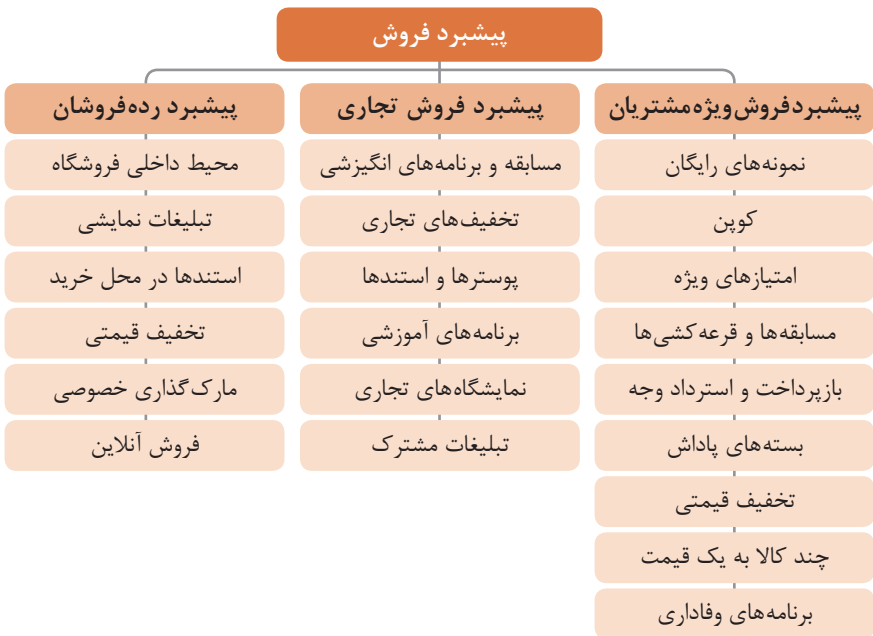 پیشبرد فروش
پیشبردفروش‌ویژه‌مشتریان
نمونه‌های رایگان
کوپن
امتیازهای ویژه
مسابقه‌ها و قرعه‌کشی‌ها
بازپرداخت و استرداد وجه
بسته‌های پاداش
تخفیف قیمتی
چند کالا به یک قیمت
برنامه‌های وفاداری
پیشبرد فروش تجاری
مسابقه و برنامه‌های انگیزشی
تخفیف‌های تجاری
پوسترها و استندها
برنامه‌های آموزشی
نمایشگاه‌های تجاری
تبلیغات مشترک
پیشبرد رده‌فروشان
محیط داخلی فروشگاه
تبلیغات نمایشی
استندها در محل خرید
تخفیف قیمتی
مارک‌گذاری خصوصی
فروش آنلاین